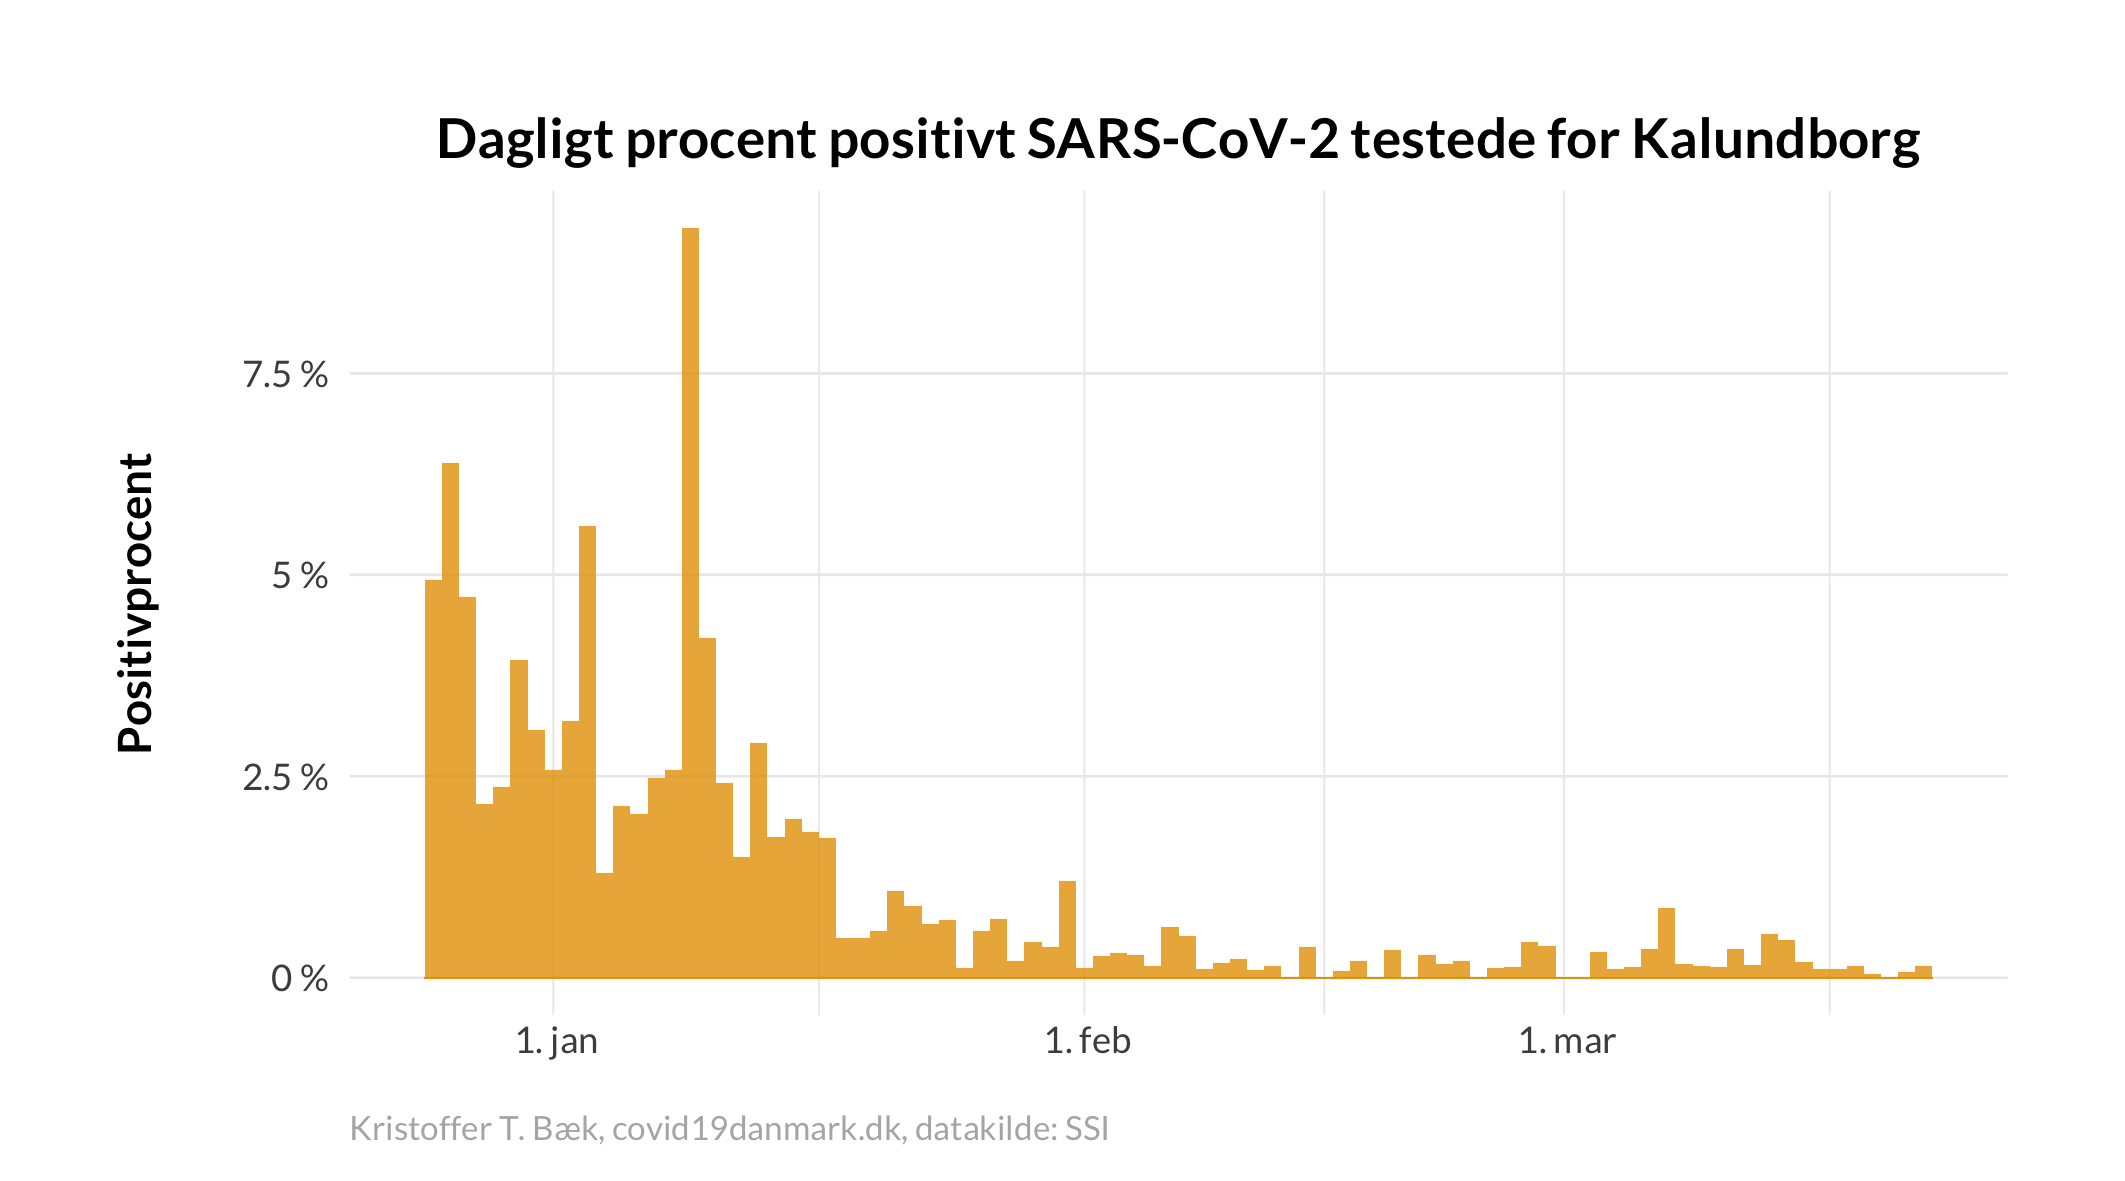 Dagligt procent positivt SARS-CoV-2 testede for Kalundborg
Positivprocent
7.5 %
5 %
2.5 %
0 %
1. jan
1. feb
1. mar
Kristoffer T. Bæk, covid19danmark.dk, datakilde: SSI